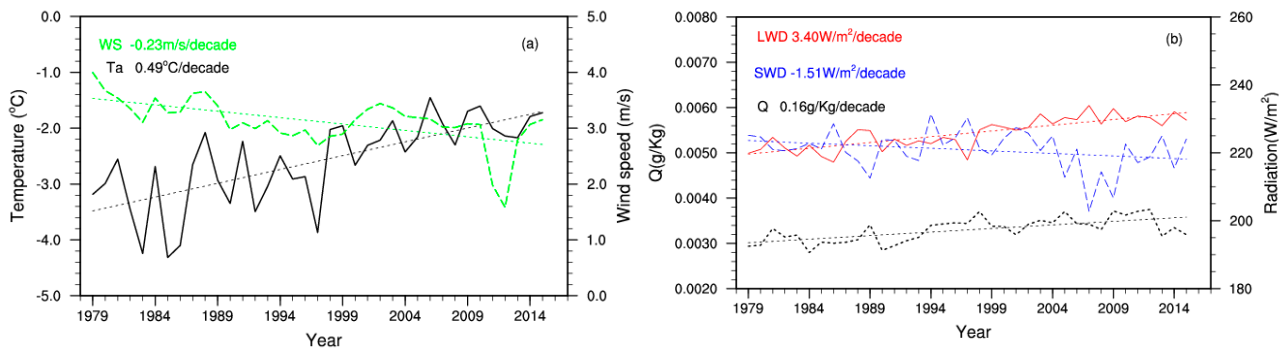 0.0
-1.0
-2.0
-3.0
-4.0
-5.0
Temperature (°C)
WS -0.23m/s/decade
Ta 0.49°C/decade
(a)
5.0
4.0
3.0
2.0
1.0
0.0
Wind speed (m/s)
1979 1984 1989 1994 1999 2004 2009 2014
Year
0.0080
0.0070
0.0060
0.0050
0.0040
0.0030
0.0020
Q(g/Kg)
LWD 3.40W/m²/decade
(b)
SWD -1.51W/m²/decade
Q 0.16g/Kg/decade
260
240
220
200
180
Radiation(W/m²)
1979 1984 1989 1994 1999 2004 2009 2014
Year